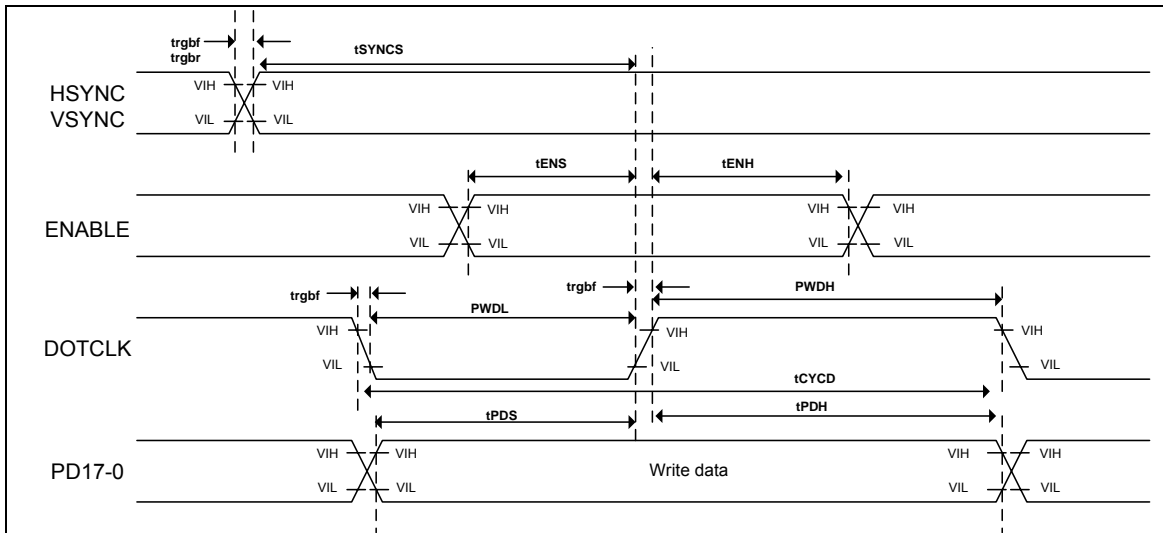 trgbf
trgbr
tSYNCS
HSYNC
VSYNC
VIH VIH
VIL VIL
tENS tENH
ENABLE
VIH VIH VIH VIH
VIL VIL VIL VIL
trgbf PWDL trgbf PWDH
DOTCLK
VIH VIH VIH
VIL VIL VIL
tCYCD
tPDS tPDH
PD17-0
VIH VIH Write data VIH VIH
VIL VIL VIL VIL